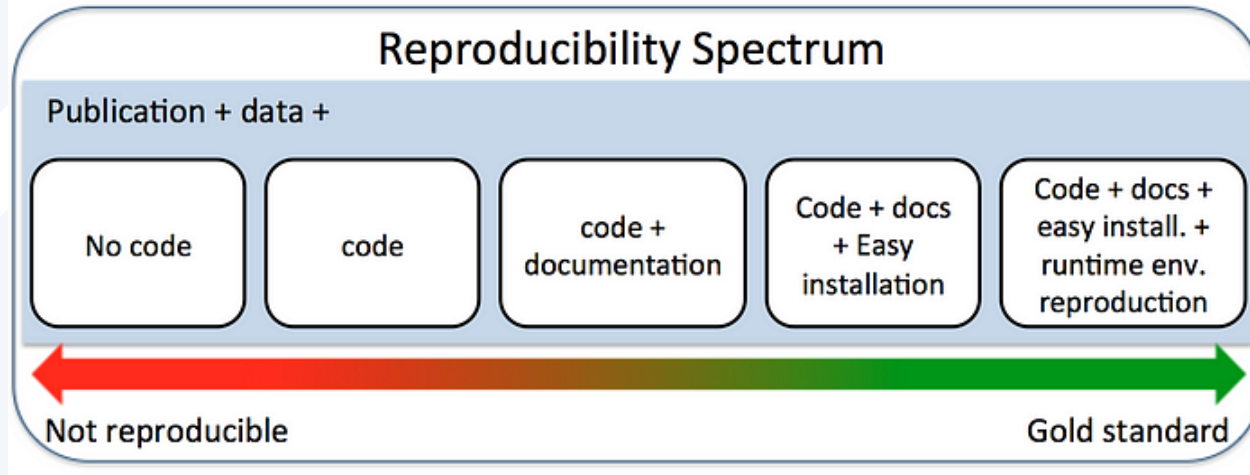 Reproducibility Spectrum
Publication + data +
No code
code
code +
documentation
Code + docs
+ Easy
installation
Code + docs +
easy install. +
runtime env.
reproduction
Not reproducible
Gold standard